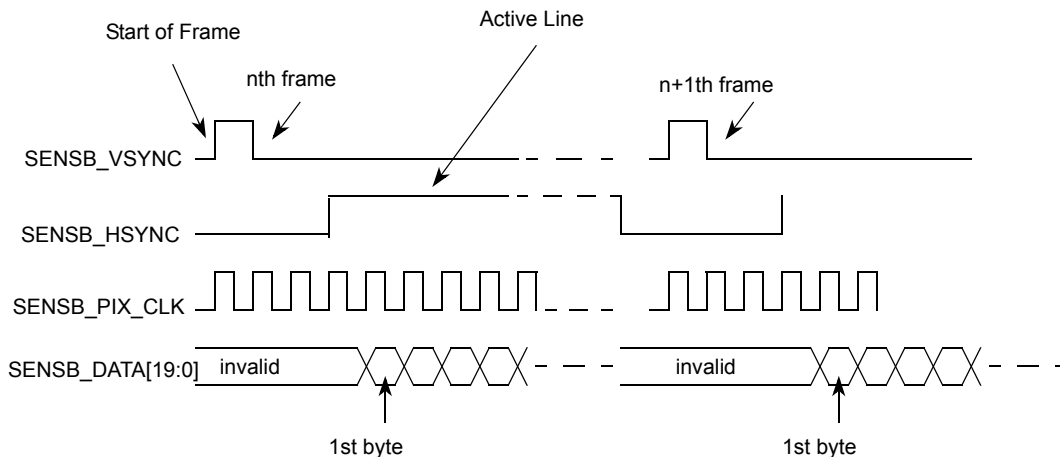 Active Line
Start of Frame
nth frame
n+1th frame
SENSB_VSYNC
SENSB_HSYNC
SENSB_PIX_CLK
SENSB_DATA[19:0]
invalid
invalid
1st byte
1st byte